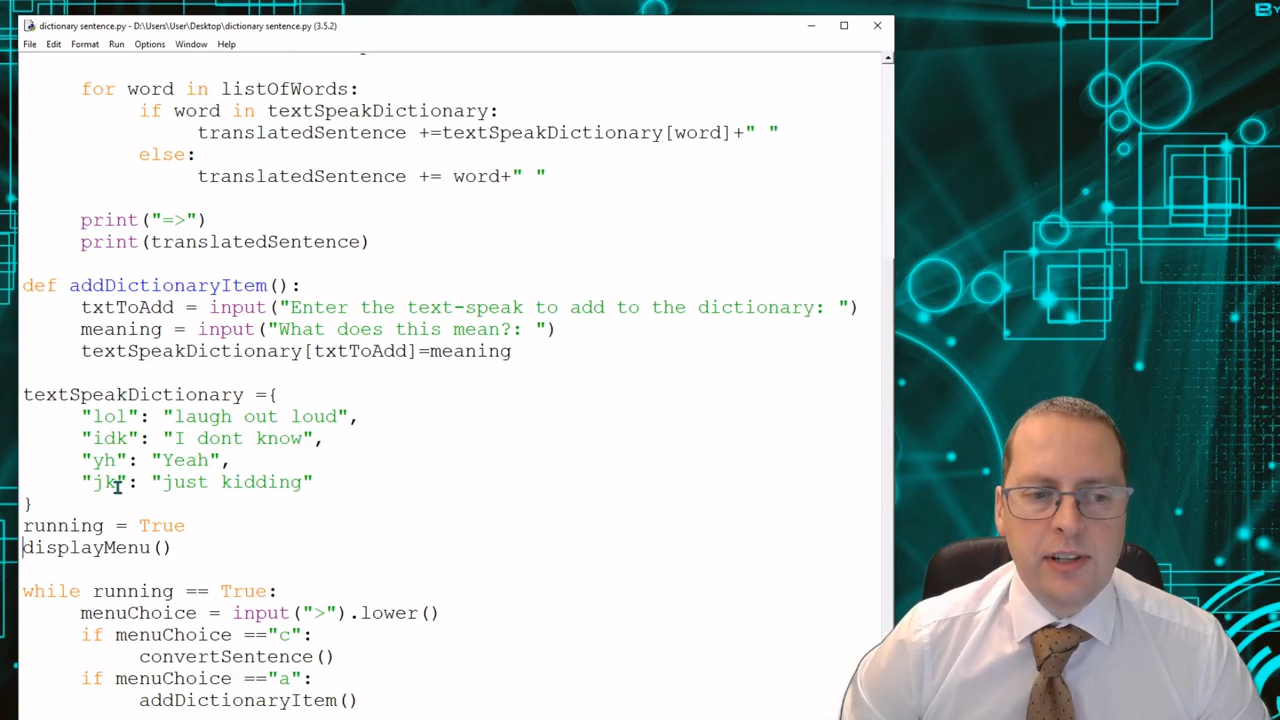 dictionary sentence.py - D:\Users\User\Desktop\dictionary sentence.py (3.5.2)
File Edit Format Run Options Window Help
for word in listOfWords:
if word in textSpeakDictionary:
translatedSentence +=textSpeakDictionary[word]+" "
else:
translatedSentence += word+" "
print("=>")
print(translatedSentence)
def addDictionaryItem():
txtToAdd = input("Enter the text-speak to add to the dictionary: ")
meaning = input("What does this mean?: ")
textSpeakDictionary[txtToAdd]=meaning
textSpeakDictionary ={
"lol": "laugh out loud",
"idk": "I dont know",
"yh": "Yeah",
"jk": "just kidding"
}
running = True
displayMenu()
while running == True:
menuChoice = input(">").lower()
if menuChoice =="c":
convertSentence()
if menuChoice =="a":
addDictionaryItem()